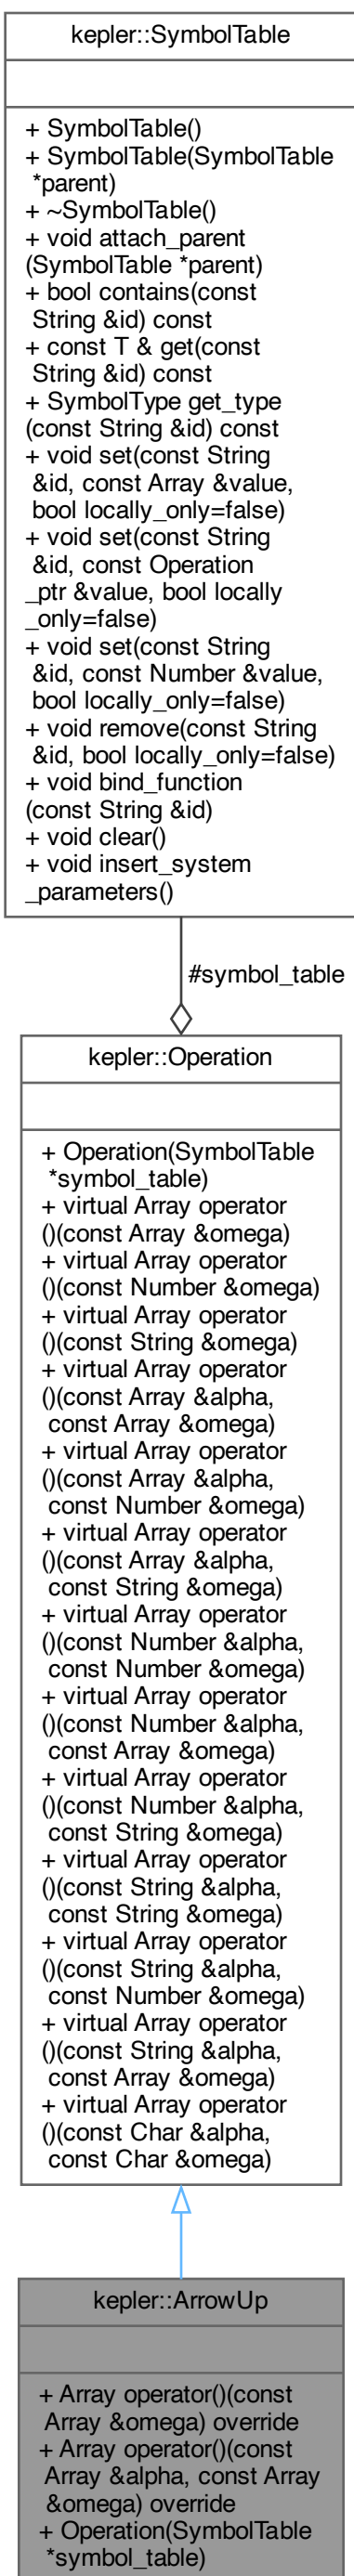 kepler::SymbolTable
+ SymbolTable()
+ SymbolTable(SymbolTable
*parent)
+ ~SymbolTable()
+ void attach_parent
(SymbolTable *parent)
+ bool contains(const
String &id) const
+ const T & get(const
String &id) const
+ SymbolType get_type
(const String &id) const
+ void set(const String
&id, const Array &value,
bool locally_only=false)
+ void set(const String
&id, const Operation
_ptr &value, bool locally
_only=false)
+ void set(const String
&id, const Number &value,
bool locally_only=false)
+ void remove(const String
&id, bool locally_only=false)
+ void bind_function
(const String &id)
+ void clear()
+ void insert_system
_parameters()
#symbol_table
kepler::Operation
+ Operation(SymbolTable
*symbol_table)
+ virtual Array operator
()(const Array &omega)
+ virtual Array operator
()(const Number &omega)
+ virtual Array operator
()(const String &omega)
+ virtual Array operator
()(const Array &alpha,
const Array &omega)
+ virtual Array operator
()(const Array &alpha,
const Number &omega)
+ virtual Array operator
()(const Array &alpha,
const String &omega)
+ virtual Array operator
()(const Number &alpha,
const Number &omega)
+ virtual Array operator
()(const Number &alpha,
const Array &omega)
+ virtual Array operator
()(const Number &alpha,
const String &omega)
+ virtual Array operator
()(const String &alpha,
const String &omega)
+ virtual Array operator
()(const String &alpha,
const Number &omega)
+ virtual Array operator
()(const String &alpha,
const Array &omega)
+ virtual Array operator
()(const Char &alpha,
const Char &omega)
kepler::ArrowUp
+ Array operator()(const
Array &omega) override
+ Array operator()(const
Array &alpha, const Array
&omega) override
+ Operation(SymbolTable
*symbol_table)